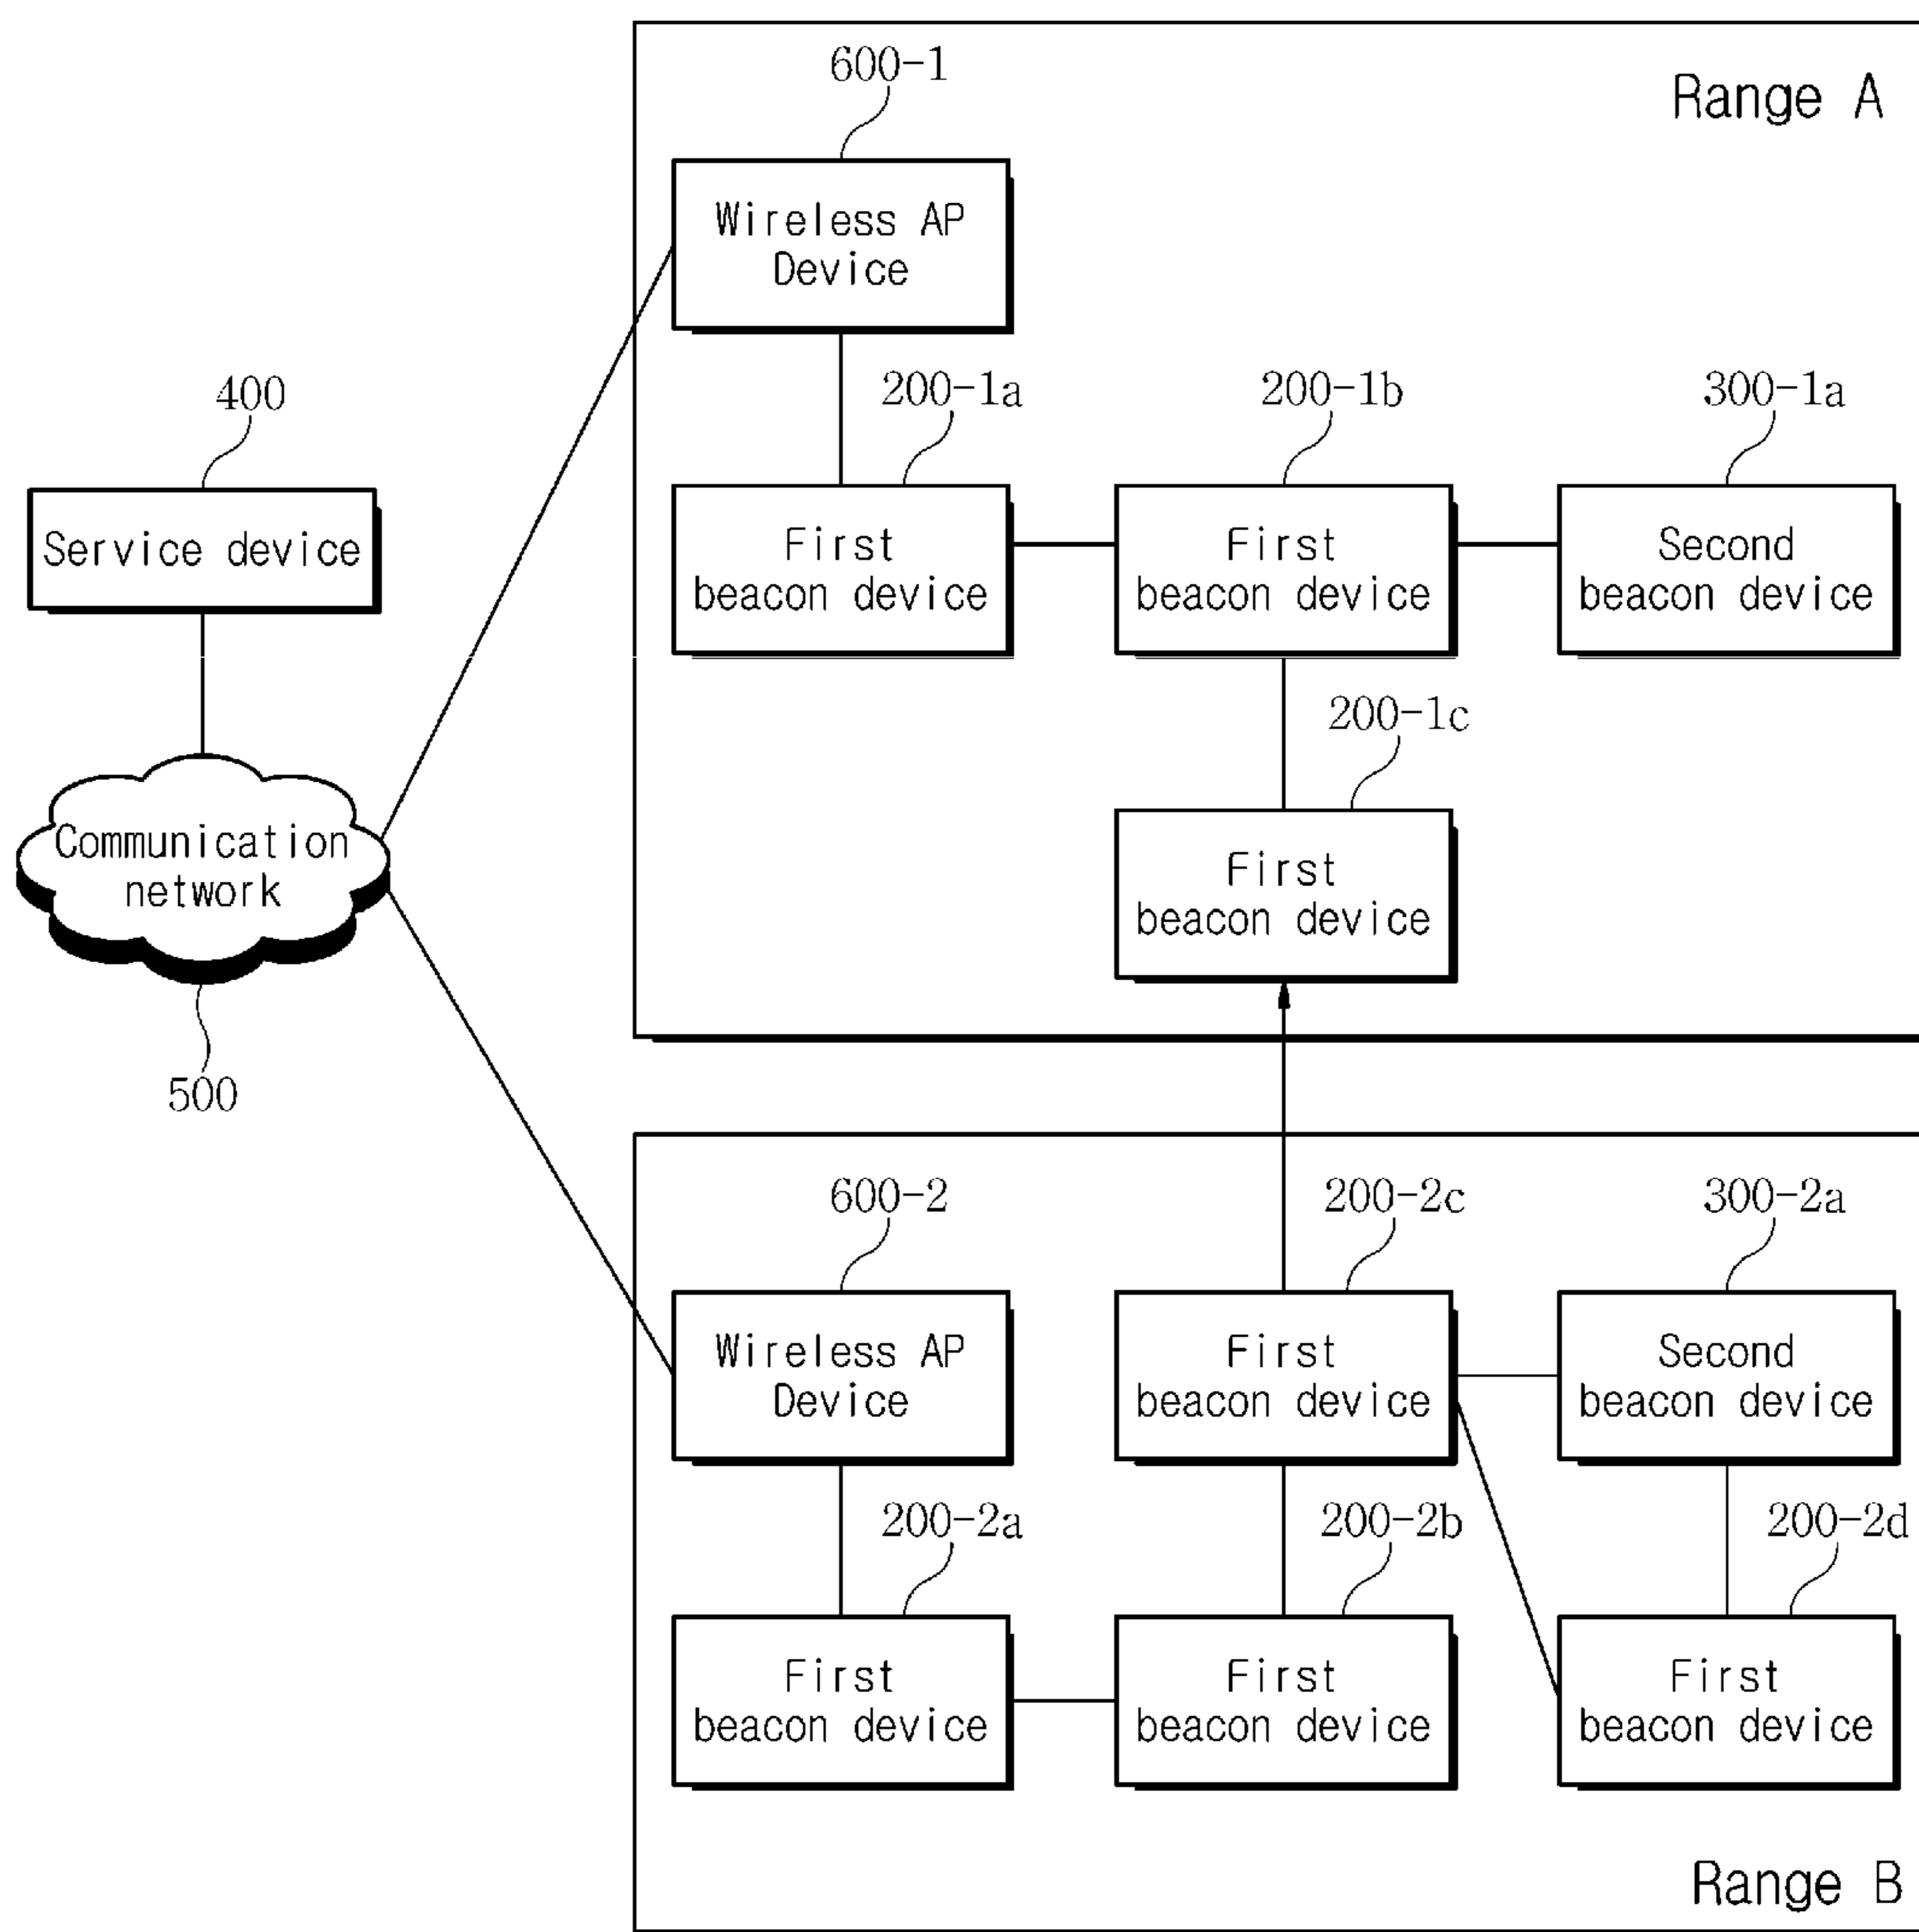 600-1
Range A
Wireless AP
Device
400
200-1a
200-1b
300-1a
Service device
First
beacon device
First
beacon device
Second
beacon device
200-1c
Communication
network
First
beacon device
500
600-2
200-2c
300-2a
Wireless AP
Device
First
beacon device
Second
beacon device
200-2a
200-2b
200-2d
First
beacon device
First
beacon device
First
beacon device
Range B